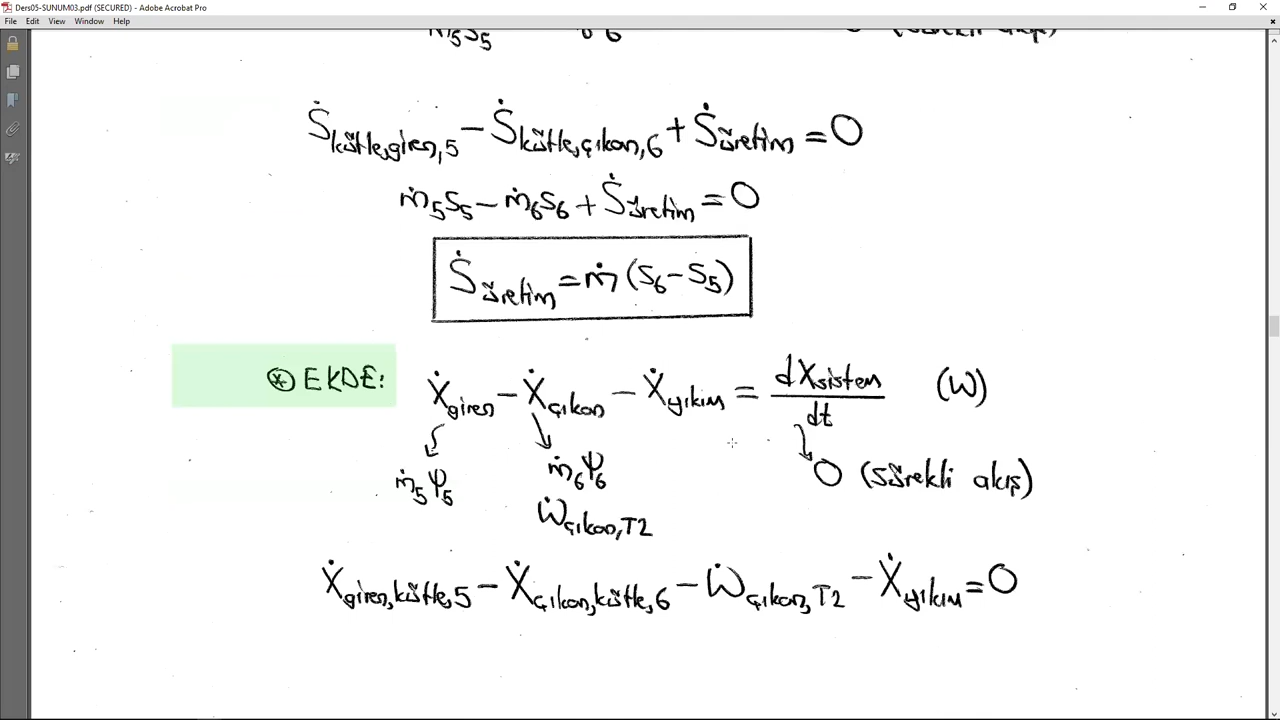 Ders05-SUNUM03.pdf (SECURED) - Adobe Acrobat Pro
File Edit View Window Help
ṁ₅s₅
Ṡkütle,giren,5 − Ṡkütle,çıkan,6 + Ṡüretim = 0
ṁ₅s₅ − ṁ₆s₆ + Ṡüretim = 0
Ṡüretim = ṁ (s₆ − s₅)
⊛ EKDE: Ẋgiren − Ẋçıkan − Ẋyıkım = dXsistem/dt (W)
ṁ₅ψ₅ ṁ₆ψ₆ 0 (sürekli akış)
Ẇçıkan,T2
Ẋgiren,kütle,5 − Ẋçıkan,kütle,6 − Ẇçıkan,T2 − Ẋyıkım = 0